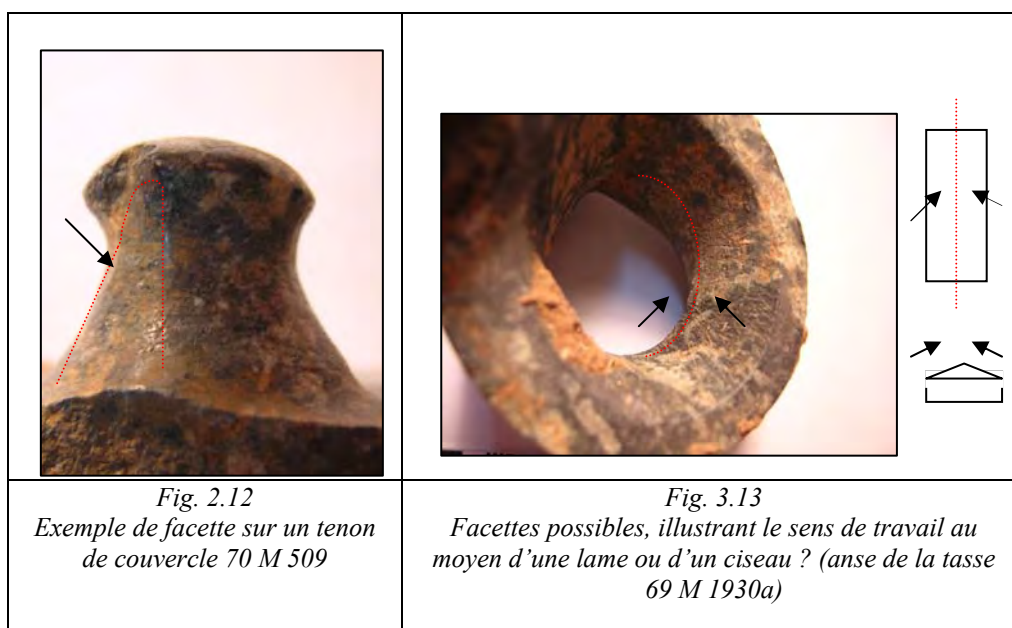 Fig. 2.12
Exemple de facette sur un tenon
de couvercle 70 M 509
Fig. 3.13
Facettes possibles, illustrant le sens de travail au
moyen d’une lame ou d’un ciseau ? (anse de la tasse
69 M 1930a)